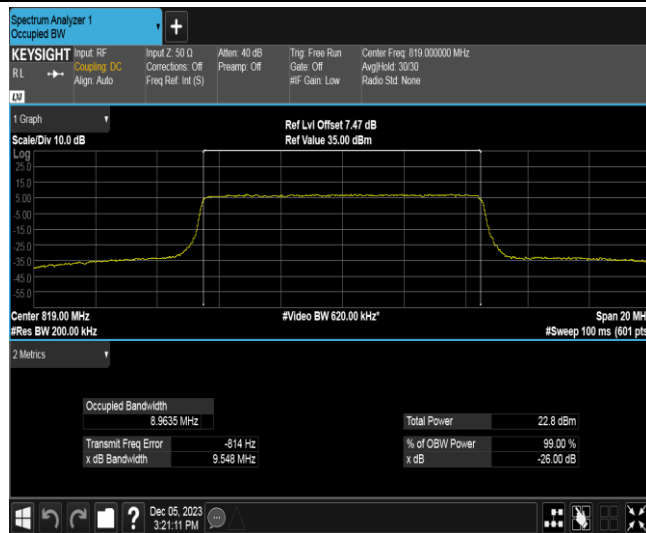 Spectrum Analyzer 1
Occupied BW
+
KEYSIGHT
RL
Input: RF
Coupling: DC
Align: Auto
Input Z: 50 Ω
Corrections: Off
Freq Ref: Int (S)
Atten: 40 dB
Preamp: Off
Trig: Free Run
Gate: Off
#IF Gain: Low
Center Freq: 819.000000 MHz
Avg|Hold: 30/30
Radio Std: None
1 Graph
Scale/Div 10.0 dB
Ref Lvl Offset 7.47 dB
Ref Value 35.00 dBm
Log
25.0
15.0
5.00
-5.00
-15.0
-25.0
-35.0
-45.0
-55.0
Center 819.00 MHz
#Video BW 620.00 kHz*
Span 20 MH
#Res BW 200.00 kHz
#Sweep 100 ms (601 pts
2 Metrics
Occupied Bandwidth
8.9635 MHz
Total Power 22.8 dBm
Transmit Freq Error -814 Hz
% of OBW Power 99.00 %
x dB Bandwidth 9.548 MHz
x dB -26.00 dB
?
Dec 05, 2023
3:21:11 PM